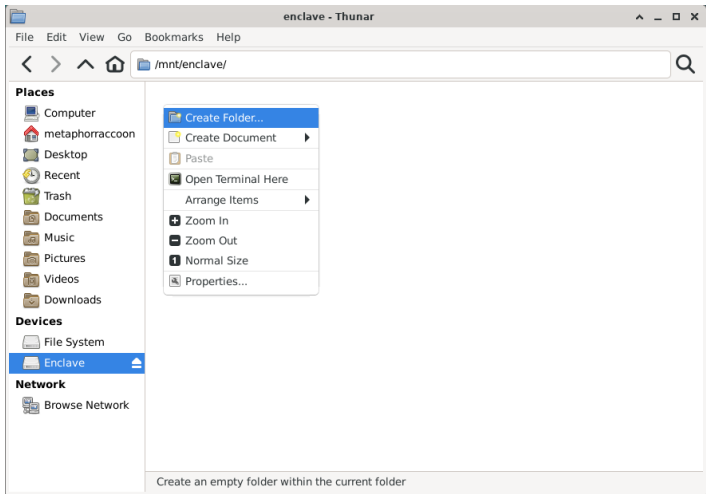 enclave - Thunar
File Edit View Go Bookmarks Help
/mnt/enclave/
Places
Computer
metaphorraccoon
Desktop
Recent
Trash
Documents
Music
Pictures
Videos
Downloads
Devices
File System
Enclave
Network
Browse Network
Create Folder...
Create Document
Paste
Open Terminal Here
Arrange Items
Zoom In
Zoom Out
1 Normal Size
Properties...
Create an empty folder within the current folder